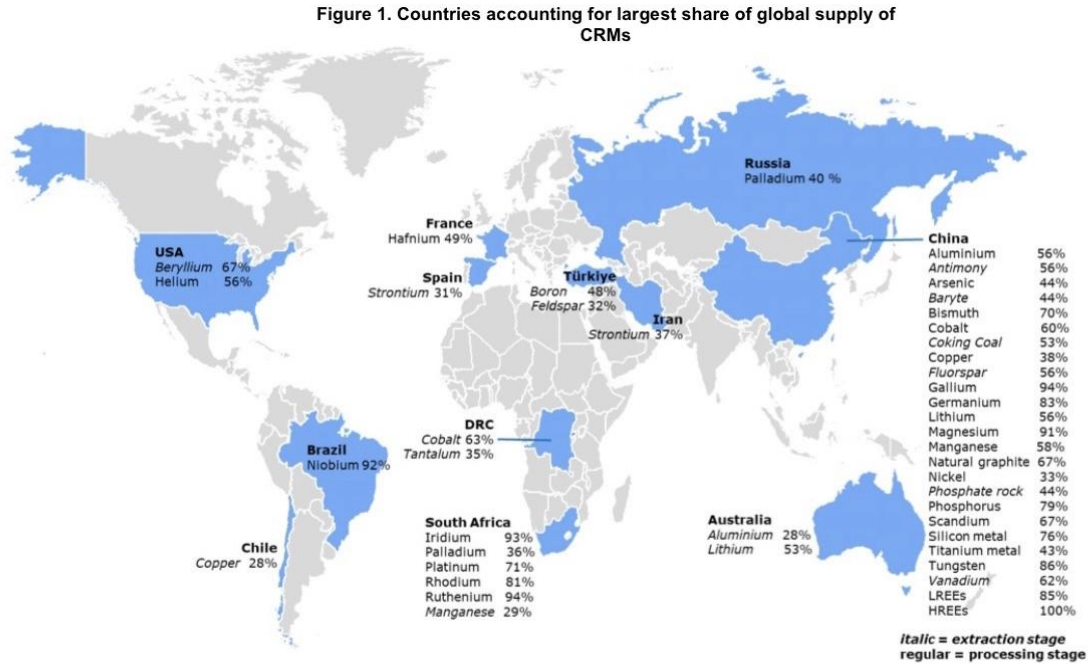 Figure 1. Countries accounting for largest share of global supply of
CRMs
Russia
Palladium 40 %
France
Hafnium 49%
USA
Beryllium 67%
Helium 56%
Spain
Strontium 31%
Türkiye
Boron 48%
Feldspar 32%
Iran
Strontium 37%
China
Aluminium 56%
Antimony 56%
Arsenic 44%
Baryte 44%
Bismuth 70%
Cobalt 60%
Coking Coal 53%
Copper 38%
Fluorspar 56%
Gallium 94%
Germanium 83%
Lithium 56%
Magnesium 91%
Manganese 58%
Natural graphite 67%
Nickel 33%
Phosphate rock 44%
Phosphorus 79%
Scandium 67%
Silicon metal 76%
Titanium metal 43%
Tungsten 86%
Vanadium 62%
LREEs 85%
HREEs 100%
DRC
Cobalt 63%
Tantalum 35%
Brazil
Niobium 92%
South Africa
Iridium 93%
Palladium 36%
Platinum 71%
Rhodium 81%
Ruthenium 94%
Manganese 29%
Australia
Aluminium 28%
Lithium 53%
Chile
Copper 28%
italic = extraction stage
regular = processing stage